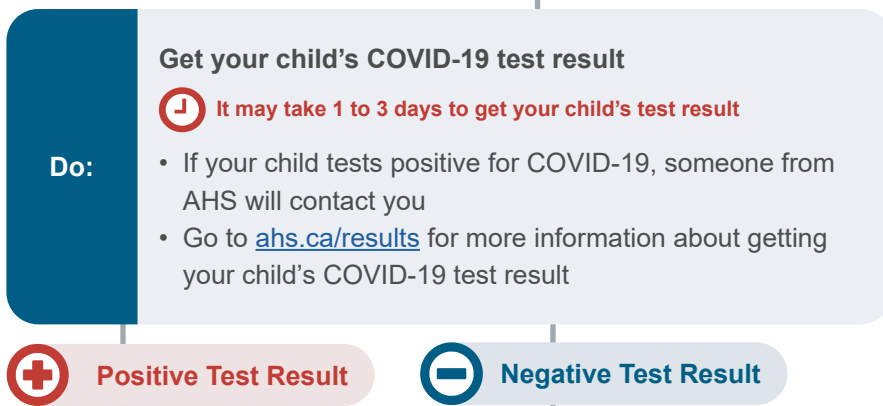 Get your child's COVID-19 test result
It may take 1 to 3 days to get your child's test result
Do:
• If your child tests positive for COVID-19, someone from
AHS will contact you
• Go to ahs.ca/results for more information about getting
your child's COVID-19 test result
Positive Test Result
Negative Test Result